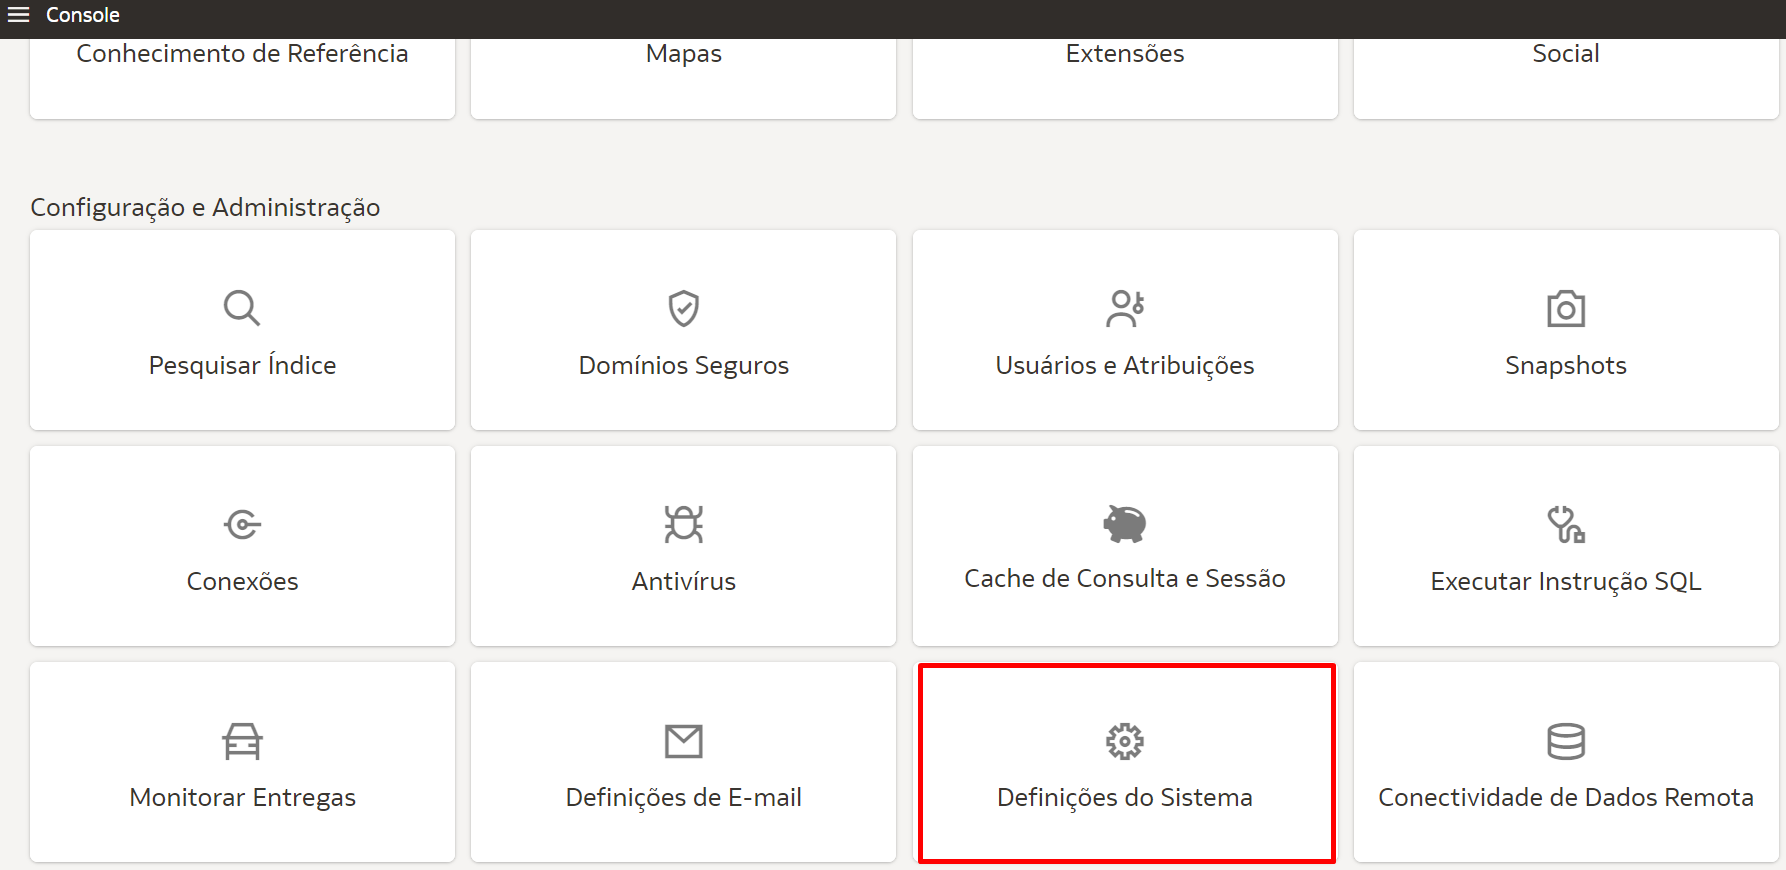 Console
Conhecimento de Referência
Mapas
Extensões
Social
Configuração e Administração
Pesquisar Índice
Domínios Seguros
Usuários e Atribuições
Snapshots
Conexões
Antivírus
Cache de Consulta e Sessão
Executar Instrução SQL
Monitorar Entregas
Definições de E-mail
Definições do Sistema
Conectividade de Dados Remota